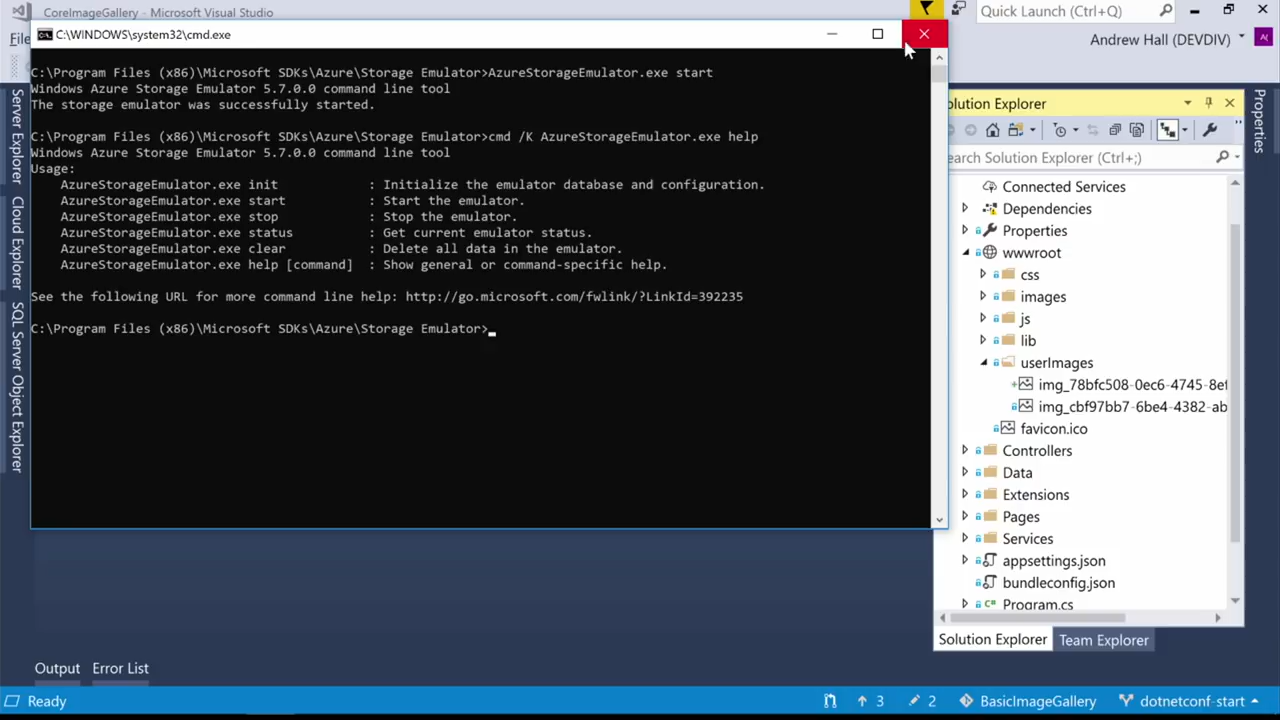 CoreImageGallery - Microsoft Visual Studio
Quick Launch (Ctrl+Q)
File
Andrew Hall (DEVDIV)
AJ
C:\WINDOWS\system32\cmd.exe
C:\Program Files (x86)\Microsoft SDKs\Azure\Storage Emulator>AzureStorageEmulator.exe start
Windows Azure Storage Emulator 5.7.0.0 command line tool
The storage emulator was successfully started.
C:\Program Files (x86)\Microsoft SDKs\Azure\Storage Emulator>cmd /K AzureStorageEmulator.exe help
Windows Azure Storage Emulator 5.7.0.0 command line tool
Usage:
AzureStorageEmulator.exe init : Initialize the emulator database and configuration.
AzureStorageEmulator.exe start : Start the emulator.
AzureStorageEmulator.exe stop : Stop the emulator.
AzureStorageEmulator.exe status : Get current emulator status.
AzureStorageEmulator.exe clear : Delete all data in the emulator.
AzureStorageEmulator.exe help [command] : Show general or command-specific help.
See the following URL for more command line help: http://go.microsoft.com/fwlink/?LinkId=392235
C:\Program Files (x86)\Microsoft SDKs\Azure\Storage Emulator>
Server Explorer
Cloud Explorer
SQL Server Object Explorer
olution Explorer
earch Solution Explorer (Ctrl+;)
Connected Services
Dependencies
Properties
wwwroot
css
images
js
lib
userImages
img_78bfc508-0ec6-4745-8ef
img_cbf97bb7-6be4-4382-ab
favicon.ico
Controllers
Data
Extensions
Pages
Services
appsettings.json
bundleconfig.json
Program.cs
Solution Explorer
Team Explorer
Properties
Output
Error List
Ready
3
2
BasicImageGallery
dotnetconf-start